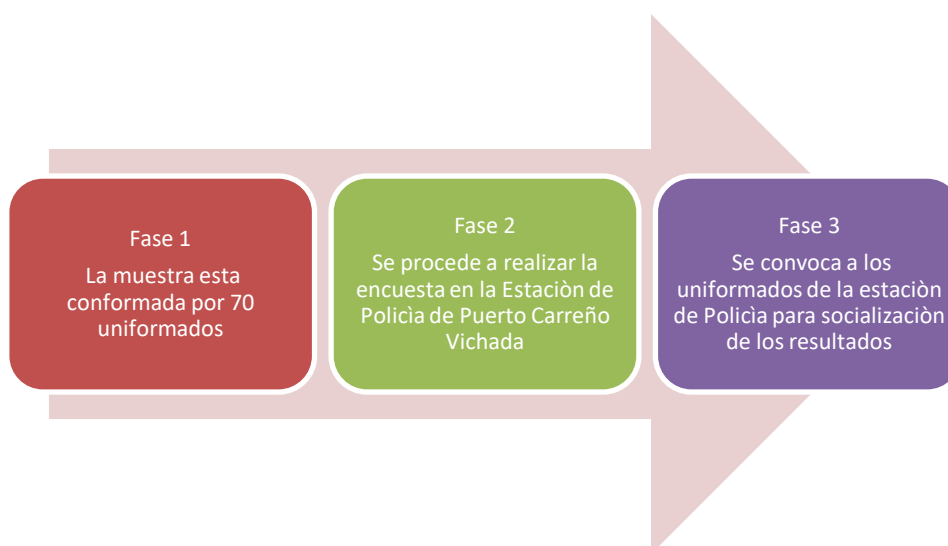 Fase 1
La muestra esta
conformada por 70
uniformados
Fase 2
Se procede a realizar la
encuesta en la Estaciòn de
Policìa de Puerto Carreño
Vichada
Fase 3
Se convoca a los
uniformados de la estaciòn
de Policìa para socializaciòn
de los resultados